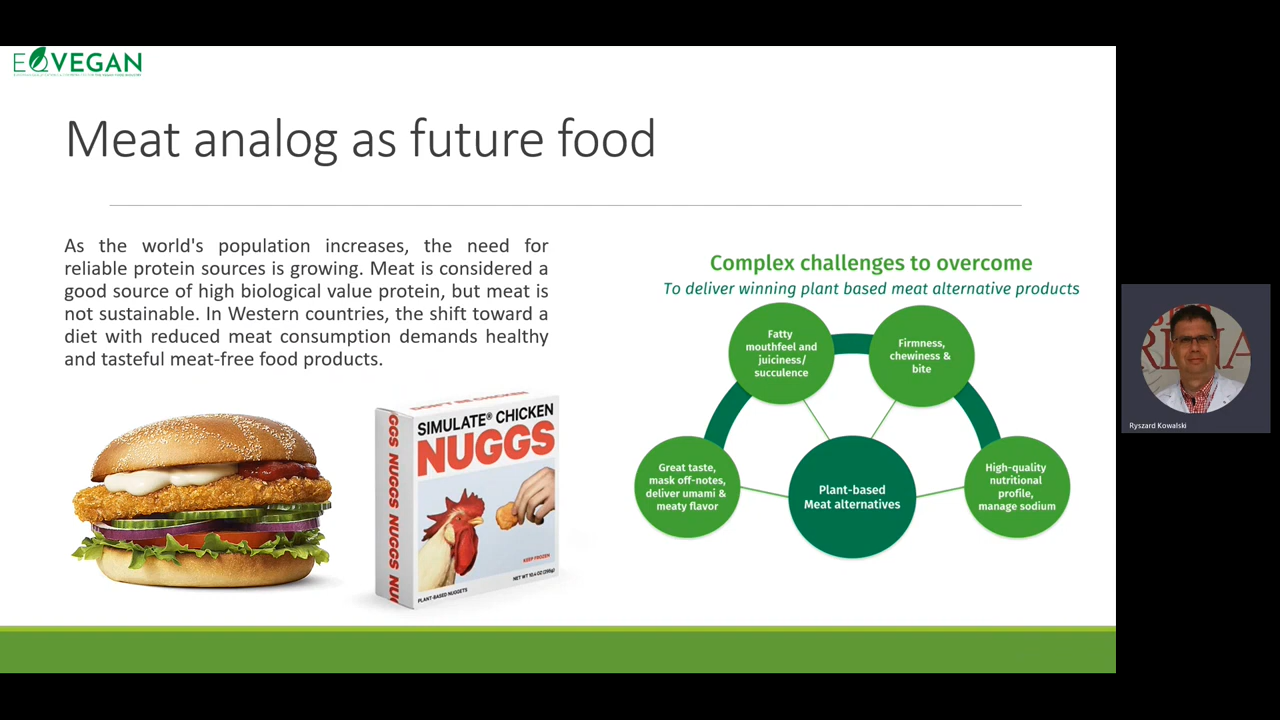 EQVEGAN
Meat analog as future food
As the world's population increases, the need for
reliable protein sources is growing. Meat is considered a
good source of high biological value protein, but meat is
not sustainable. In Western countries, the shift toward a
diet with reduced meat consumption demands healthy
and tasteful meat-free food products.
SIMULATE® CHICKEN
NUGGS
GGS NUGGS NUGGS NU
KEEP FROZEN
NET WT 10.4 OZ (295g)
PLANT-BASED NUGGETS
Complex challenges to overcome
To deliver winning plant based meat alternative products
Fatty
mouthfeel and
juiciness/
succulence
Firmness,
chewiness &
bite
Great taste,
mask off-notes,
deliver umami &
meaty flavor
Plant-based
Meat alternatives
High-quality
nutritional
profile,
manage sodium
Ryszard Kowalski